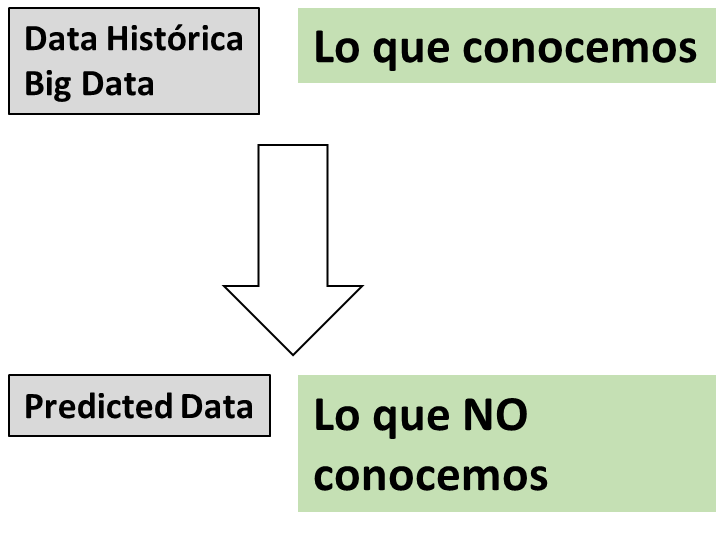 Data Histórica
Big Data
Lo que conocemos
Predicted Data
Lo que NO
conocemos